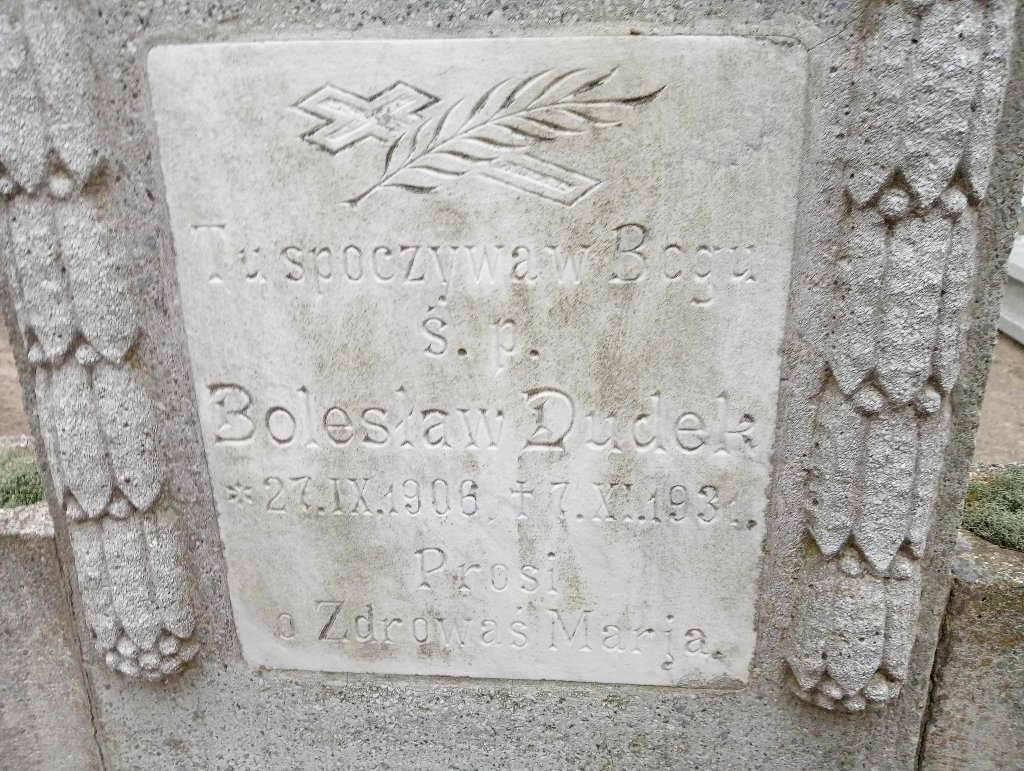 Tu spoczywa w Bogu
ś. p.
Bolesław Dudek
* 27.IX.1906. † 7.XI.1931.
Prosi
o Zdrowaś Marja.